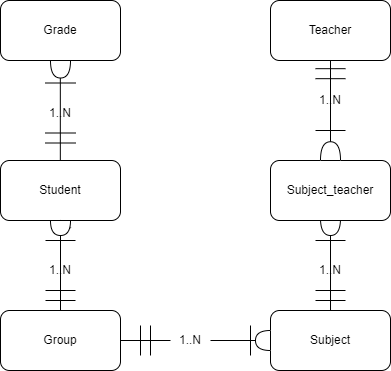 Grade
Teacher
1..N
1..N
Student
Subject_teacher
1..N
1..N
Group
1..N
Subject